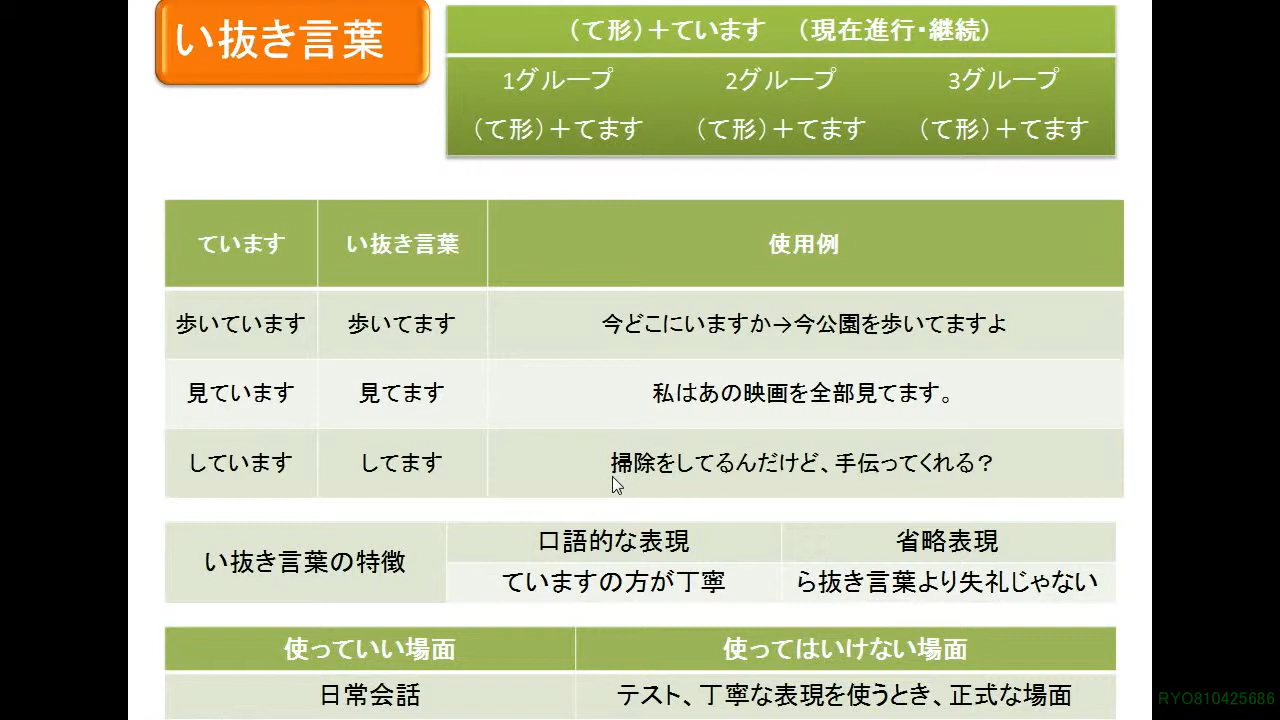 い抜き言葉
（て形）＋ています　（現在進行・継続）
1グループ　2グループ　3グループ
（て形）＋てます　（て形）＋てます　（て形）＋てます
ています　い抜き言葉　使用例
歩いています　歩いてます　今どこにいますか→今公園を歩いてますよ
見ています　見てます　私はあの映画を全部見てます。
しています　してます　掃除をしてるんだけど、手伝ってくれる？
い抜き言葉の特徴
口語的な表現　省略表現
ていますの方が丁寧　ら抜き言葉より失礼じゃない
使っていい場面　使ってはいけない場面
日常会話　テスト、丁寧な表現を使うとき、正式な場面
RYO810425686